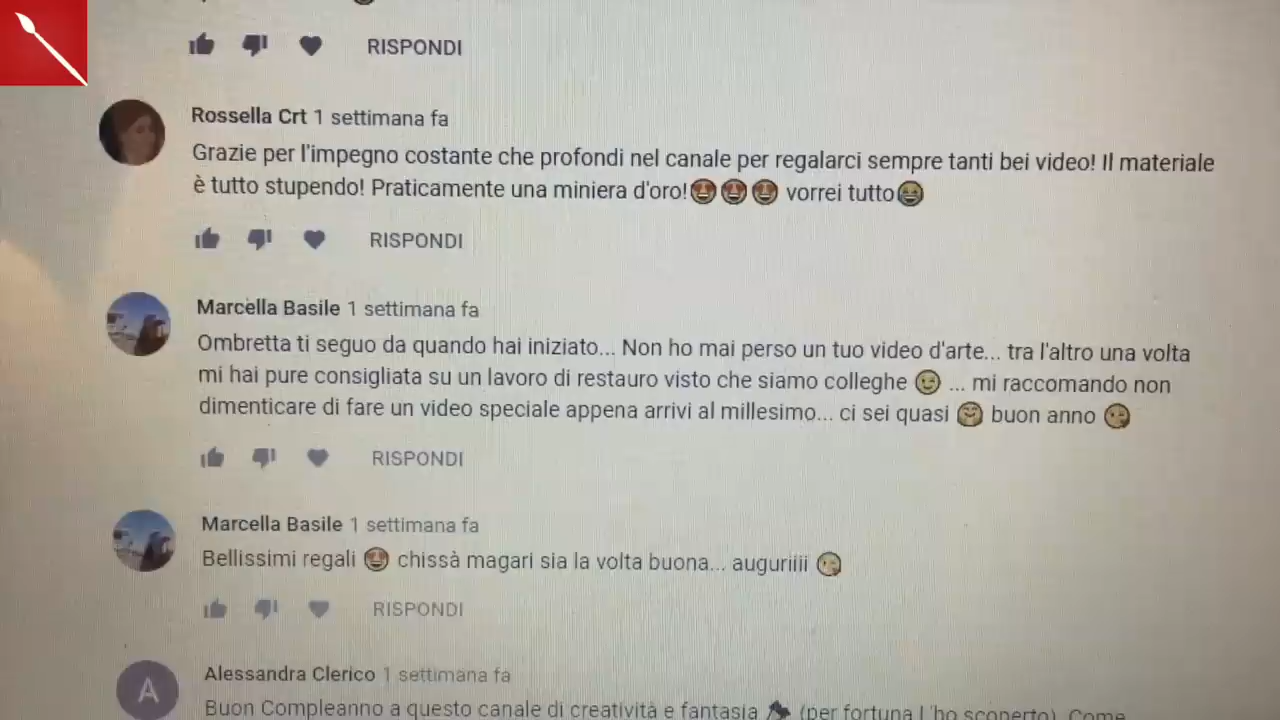 RISPONDI
Rossella Crt 1 settimana fa
Grazie per l'impegno costante che profondi nel canale per regalarci sempre tanti bei video! Il materiale
è tutto stupendo! Praticamente una miniera d'oro!🤩🤩🤩 vorrei tutto😂
RISPONDI
Marcella Basile 1 settimana fa
Ombretta ti seguo da quando hai iniziato... Non ho mai perso un tuo video d'arte... tra l'altro una volta
mi hai pure consigliata su un lavoro di restauro visto che siamo colleghe 😉 ... mi raccomando non
dimenticare di fare un video speciale appena arrivi al millesimo... ci sei quasi 🤗 buon anno 😘
RISPONDI
Marcella Basile 1 settimana fa
Bellissimi regali 🤩 chissà magari sia la volta buona... auguriiii 😘
RISPONDI
A
Alessandra Clerico 1 settimana fa
Buon Compleanno a questo canale di creatività e fantasia 🎉 (per fortuna l'ho scoperto). Come